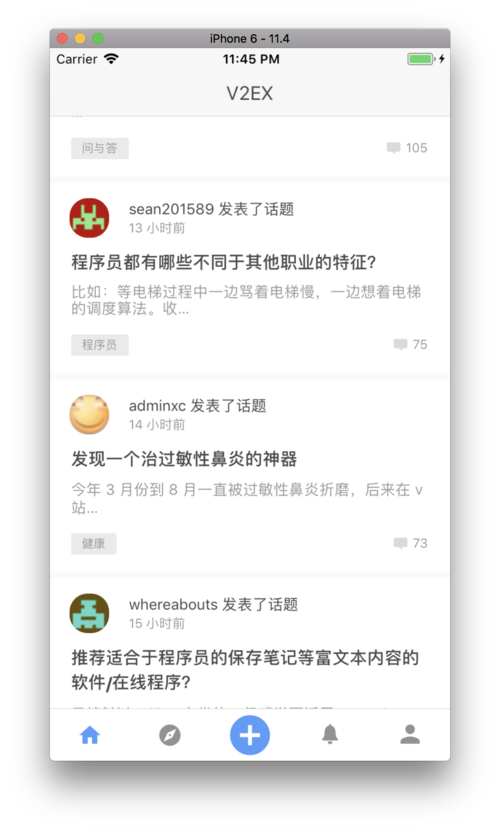 iPhone 6 - 11.4
Carrier
11:45 PM
V2EX
问与答
105
sean201589 发表了话题
13 小时前
程序员都有哪些不同于其他职业的特征?
比如：等电梯过程中一边骂着电梯慢，一边想着电梯
的调度算法。收...
程序员
75
adminxc 发表了话题
14 小时前
发现一个治过敏性鼻炎的神器
今年 3 月份到 8 月一直被过敏性鼻炎折磨，后来在 v
站...
健康
73
whereabouts 发表了话题
15 小时前
推荐适合于程序员的保存笔记等富文本内容的
软件/在线程序?